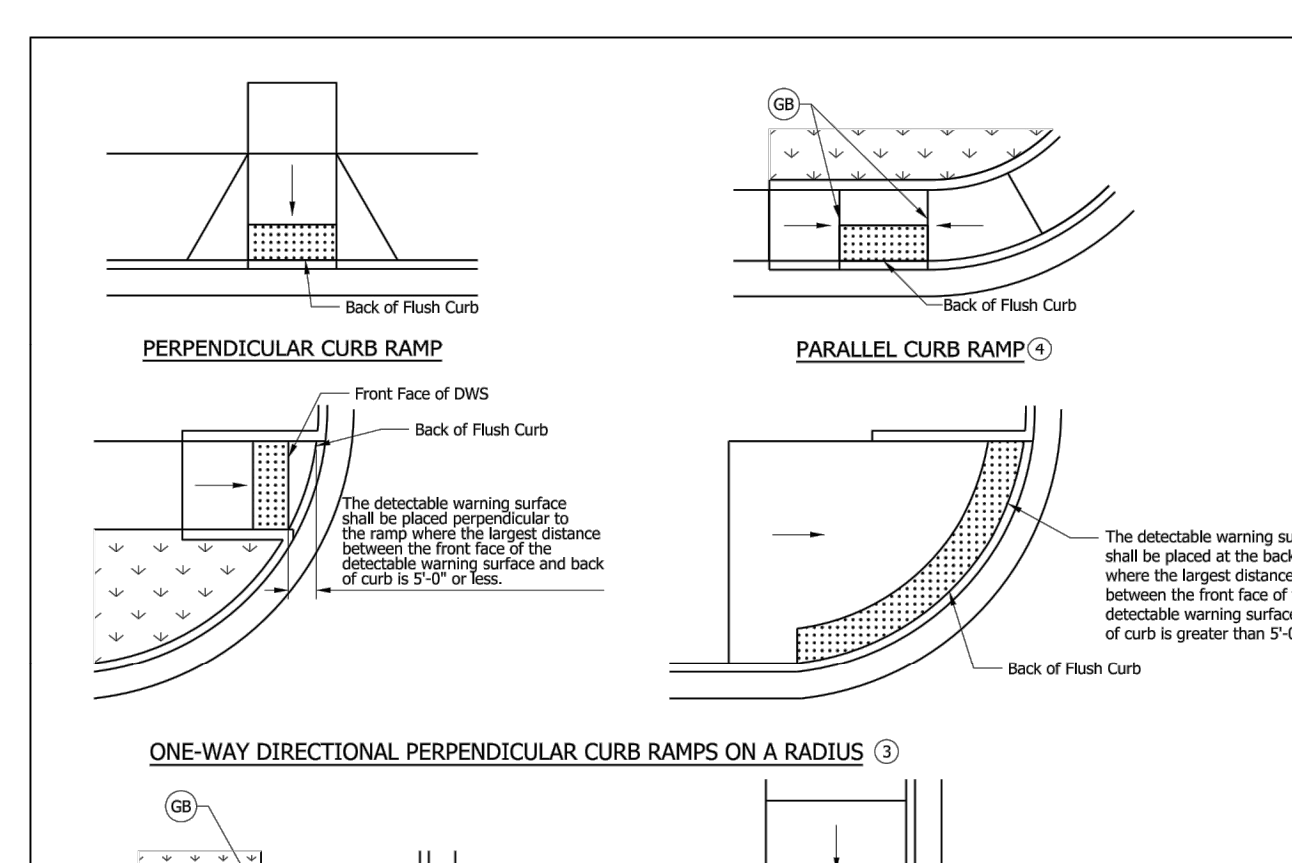 GB
Back of Flush Curb
Back of Flush Curb
PERPENDICULAR CURB RAMP
PARALLEL CURB RAMP 4
Front Face of DWS
Back of Flush Curb
The detectable warning surface
shall be placed perpendicular to
the ramp where the largest distance
between the front face of the
detectable warning surface and back
of curb is 5'-0" or less.
The detectable warning
shall be placed at the back
where the largest distance
between the front face of
detectable warning surface
of curb is greater than
Back of Flush Curb
ONE-WAY DIRECTIONAL PERPENDICULAR CURB RAMPS ON A RADIUS 3
GB